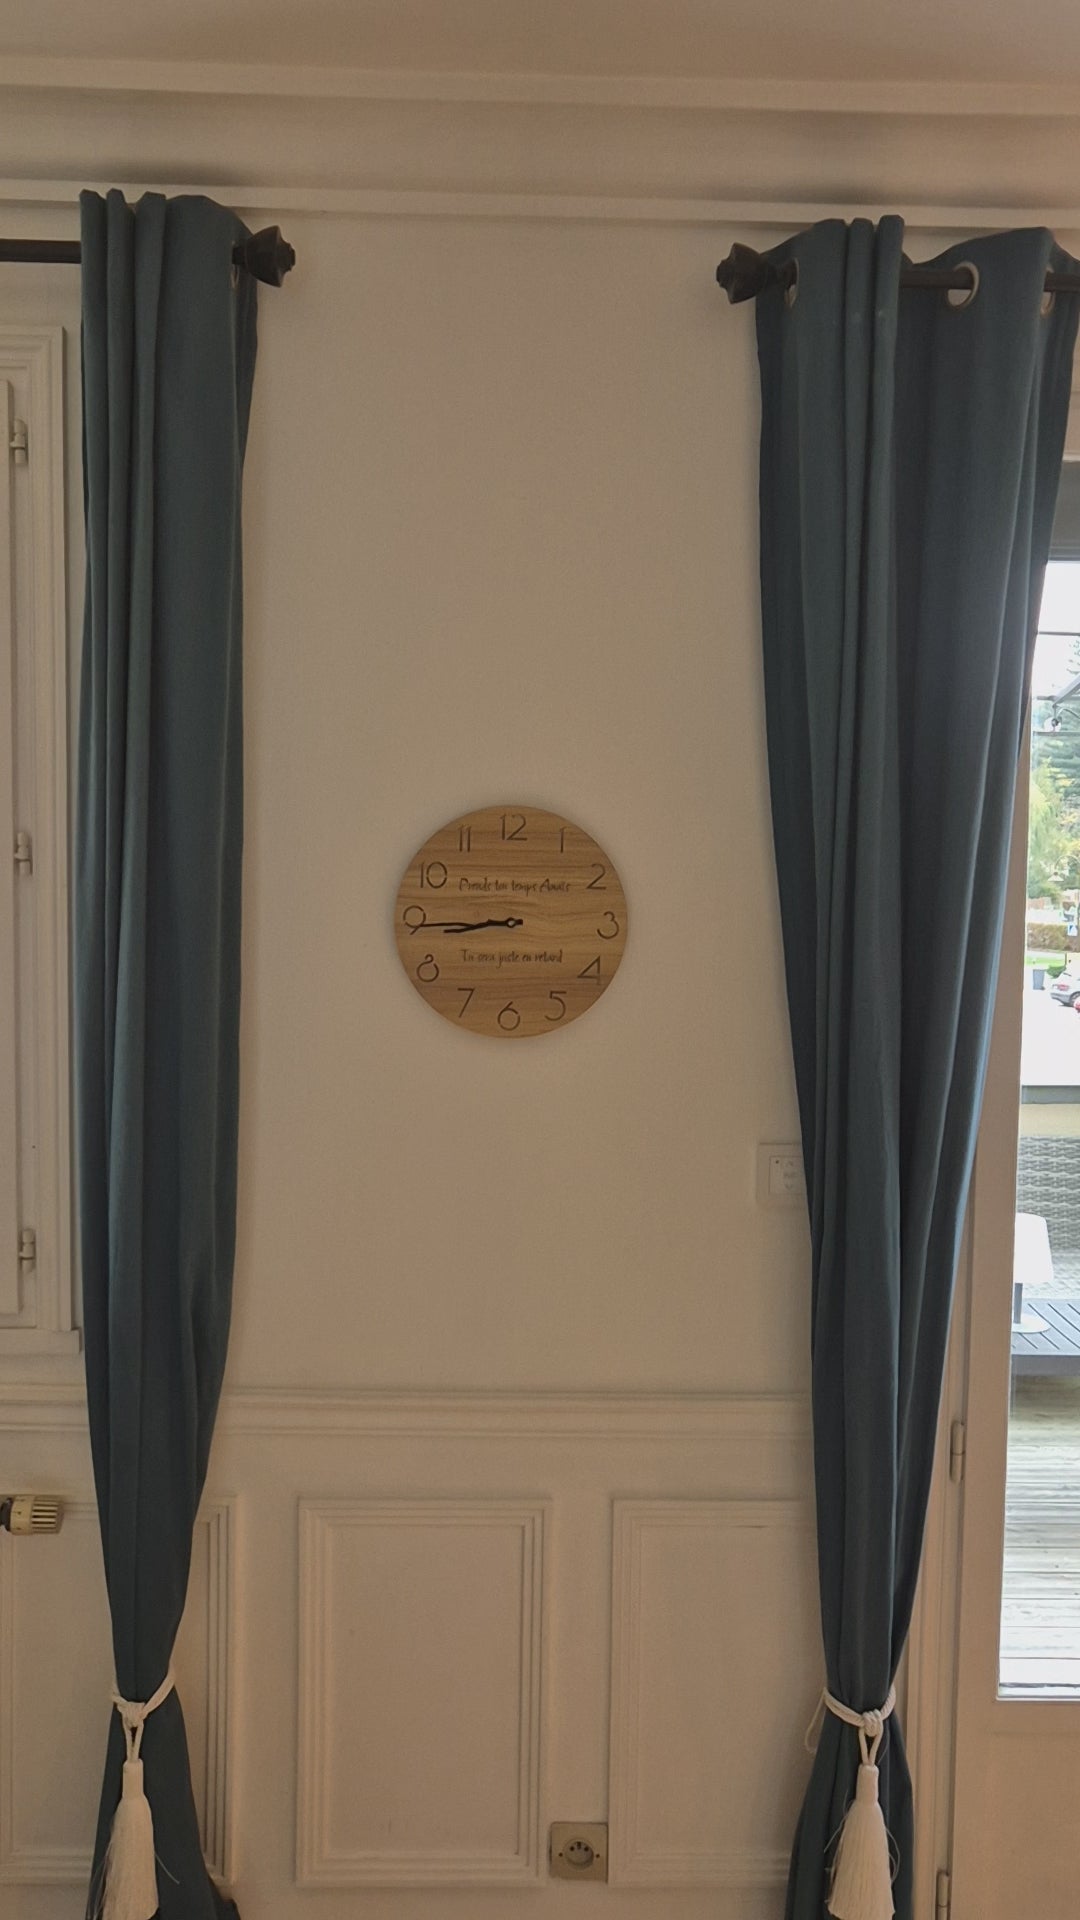 11 12 1
10 2
Prends ton temps Anaïs
9 3
Tu sera juste en retard
8 4
7 6 5